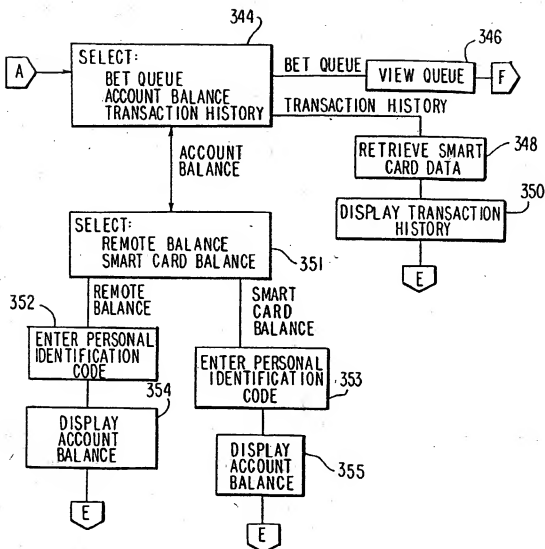 344
A
SELECT:
BET QUEUE
ACCOUNT BALANCE
TRANSACTION HISTORY
BET QUEUE
346
VIEW QUEUE
F
TRANSACTION HISTORY
RETRIEVE SMART
CARD DATA
348
350
DISPLAY TRANSACTION
HISTORY
E
ACCOUNT
BALANCE
SELECT:
REMOTE BALANCE
SMART CARD BALANCE
351
352
REMOTE
BALANCE
SMART
CARD
BALANCE
ENTER PERSONAL
IDENTIFICATION
CODE
354
ENTER PERSONAL
IDENTIFICATION
CODE
353
DISPLAY
ACCOUNT
BALANCE
DISPLAY
ACCOUNT
BALANCE
355
E
E